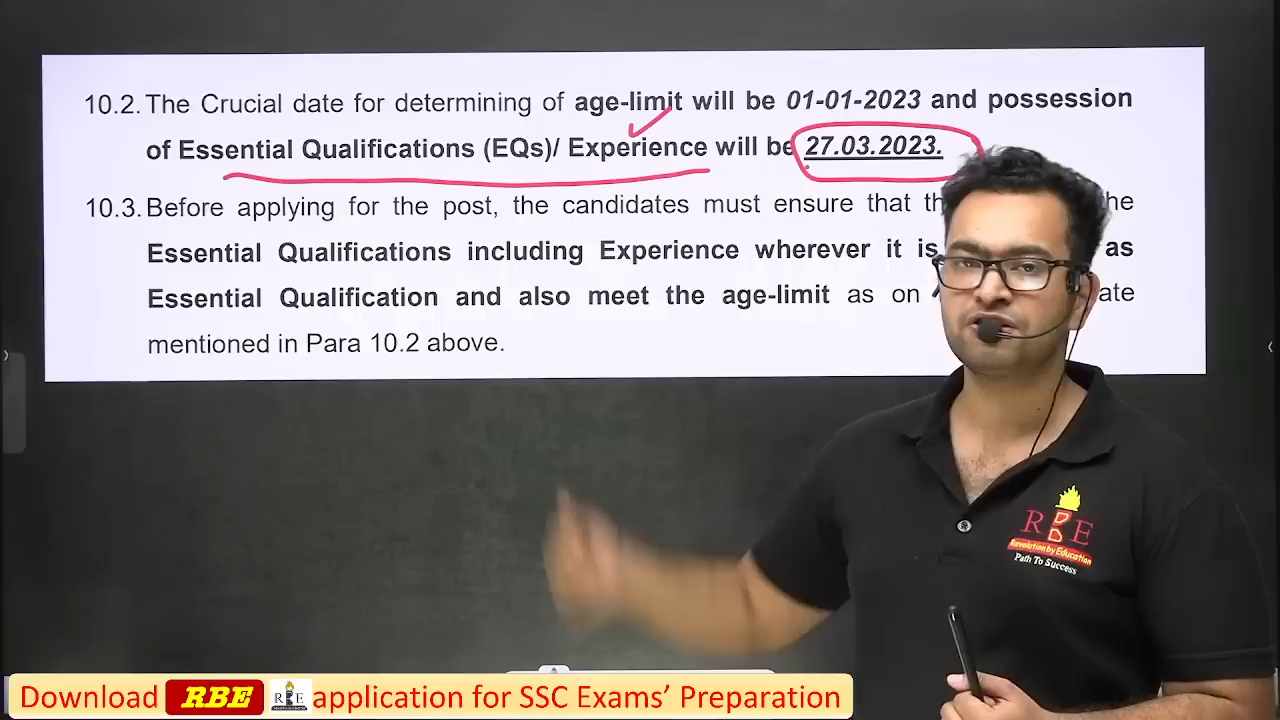 10.2. The Crucial date for determining of age-limit will be 01-01-2023 and possession
of Essential Qualifications (EQs)/ Experience will be 27.03.2023.
10.3. Before applying for the post, the candidates must ensure that the
Essential Qualifications including Experience wherever it is as
Essential Qualification and also meet the age-limit as on
mentioned in Para 10.2 above.
RBE
Revolution by Education
Path To Success
Download RBE RBE application for SSC Exams' Preparation